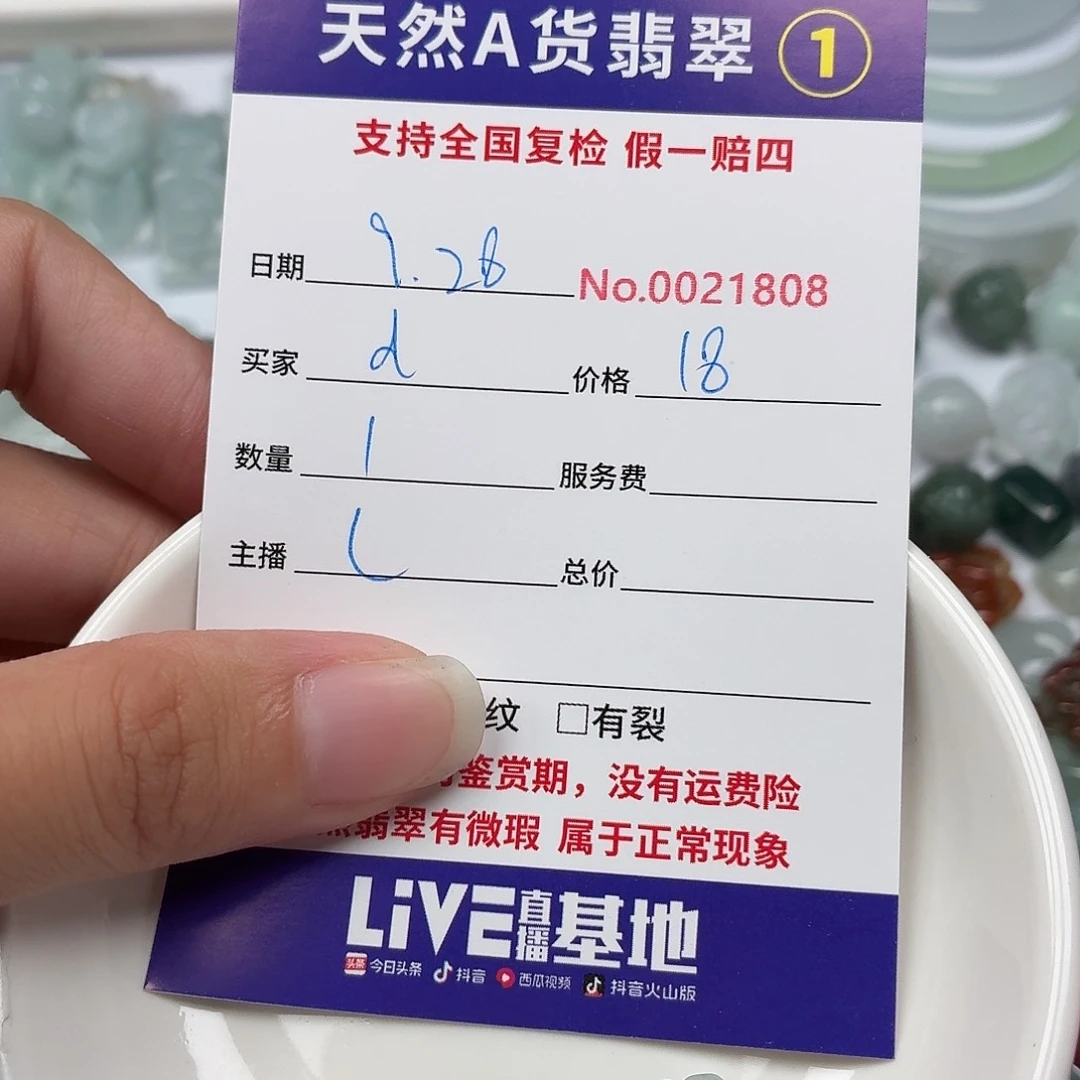 天然A货翡翠 1
支持全国复检 假一赔四
日期 9.28 No.0021808
买家 d 价格 18
数量 1 服务费
主播 L 总价
纹 □有裂
鉴赏期，没有运费险
翡翠有微瑕 属于正常现象
LiVE直播基地
头条 今日头条 抖音 西瓜视频 抖音火山版